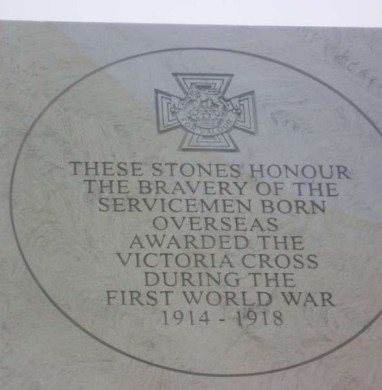 THESE STONES HONOUR
THE BRAVERY OF THE
SERVICEMEN BORN
OVERSEAS
AWARDED THE
VICTORIA CROSS
DURING THE
FIRST WORLD WAR
1914 - 1918